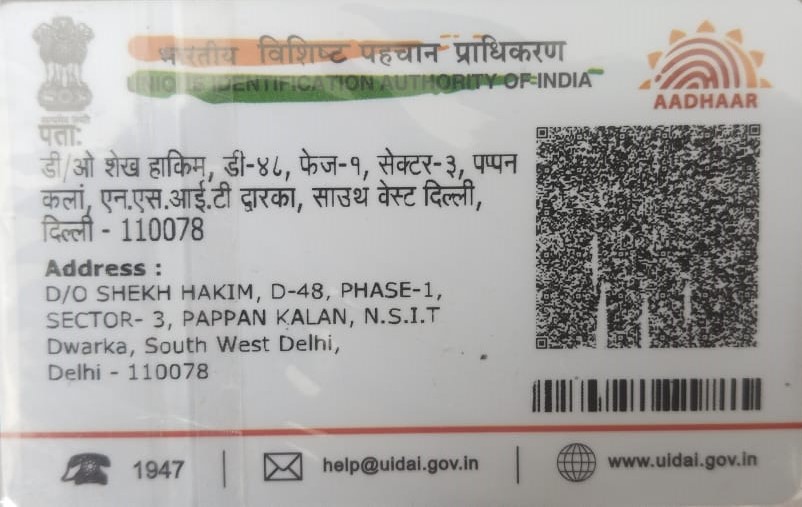 भारतीय विशिष्ट पहचान प्राधिकरण
IDENTIFICATION AUTHORITY OF INDIA
AADHAAR
पता:
डी/ओ शेख हाकिम, डी-४८, फेज-१, सेक्टर-३, पप्पन
कलां, एन.एस.आई.टी द्वारका, साउथ वेस्ट दिल्ली,
दिल्ली - 110078
Address :
D/O SHEKH HAKIM, D-48, PHASE-1,
SECTOR- 3, PAPPAN KALAN, N.S.I.T
Dwarka, South West Delhi,
Delhi - 110078
1947
help@uidai.gov.in
www.uidai.gov.in